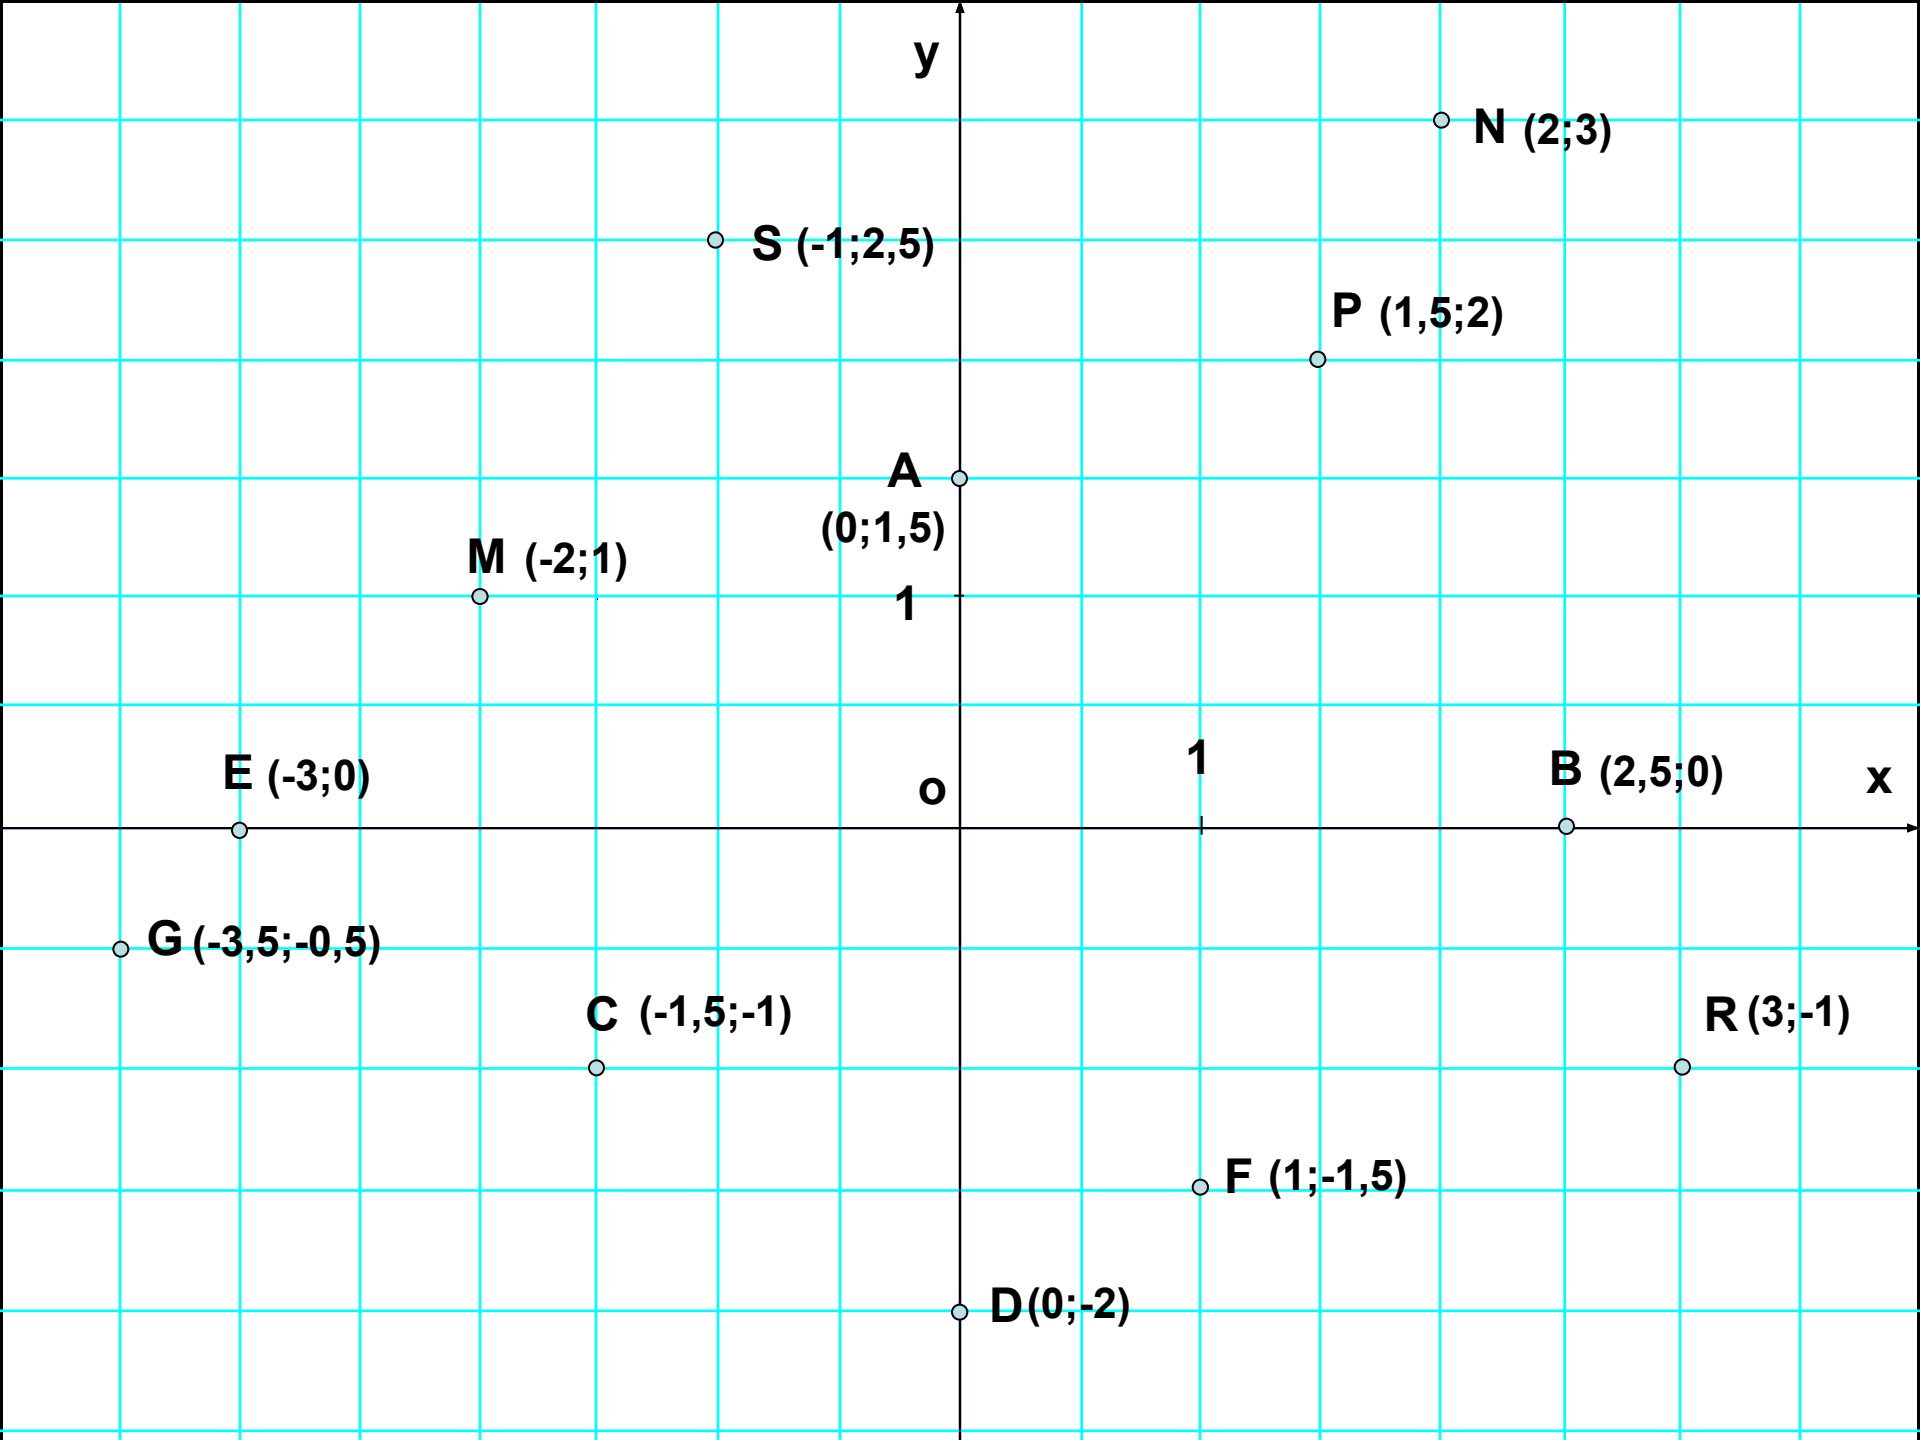 y
N (2;3)
S (-1;2,5)
P (1,5;2)
A
(0;1,5)
M (-2;1)
1
E (-3;0)
o
1
B (2,5;0)
x
G (-3,5;-0,5)
C (-1,5;-1)
R (3;-1)
F (1;-1,5)
D (0;-2)